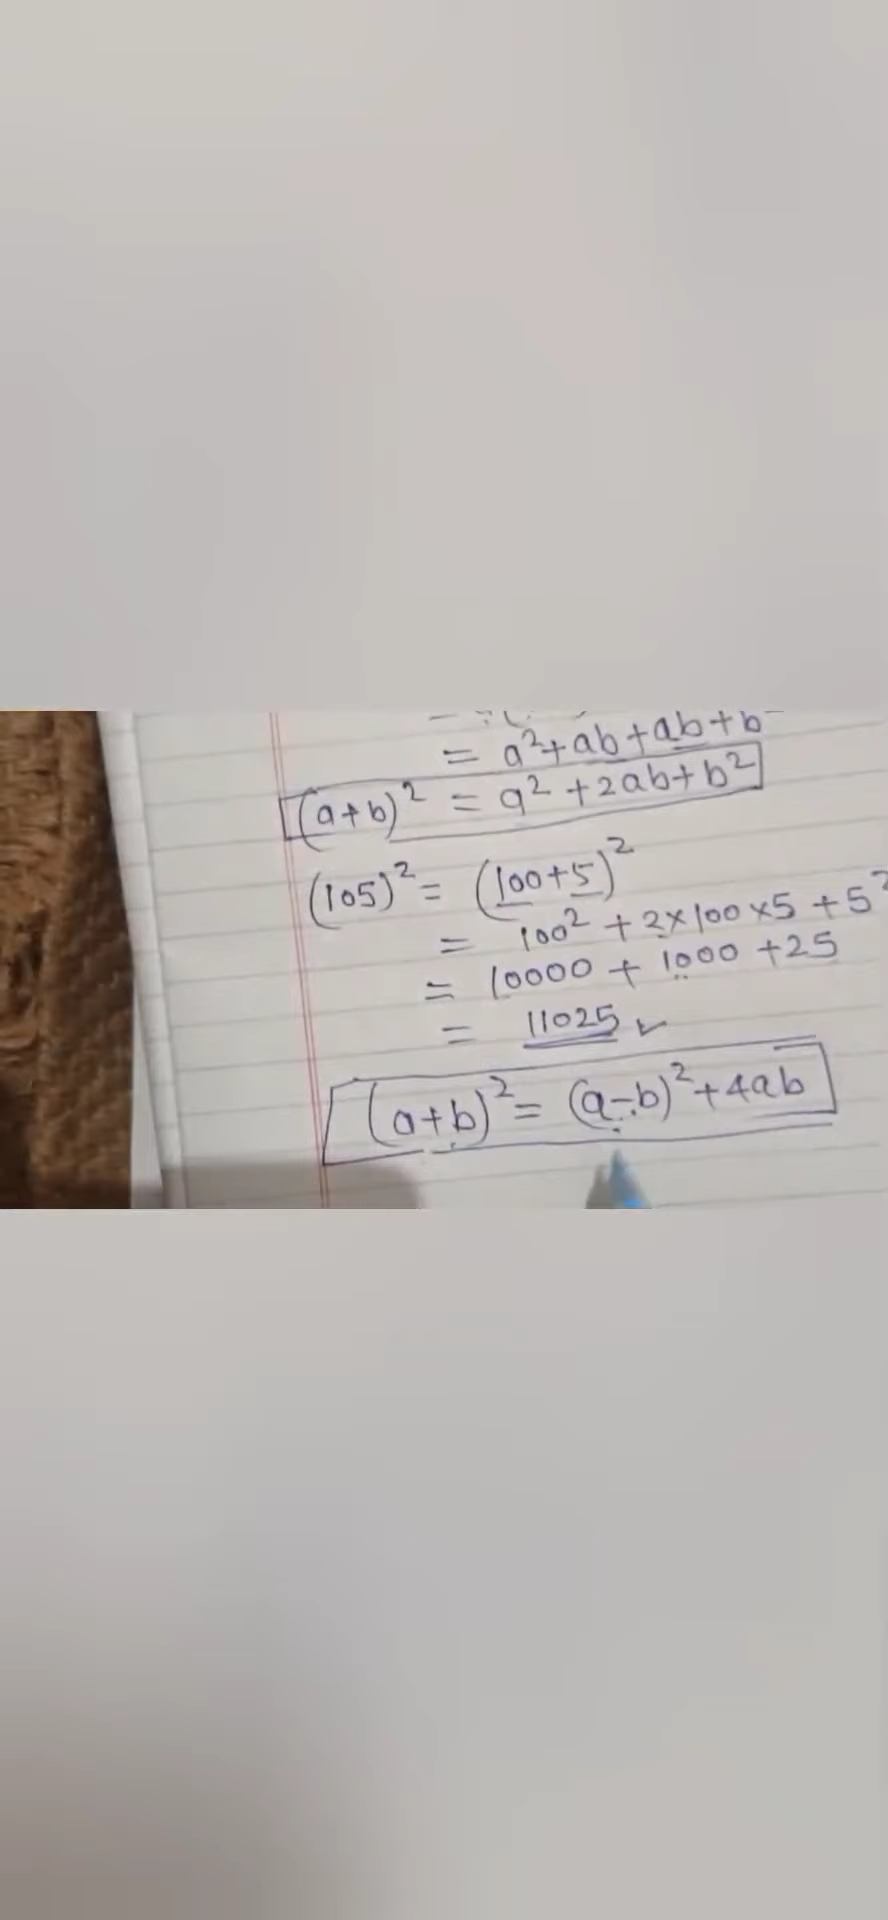 = a²+ab+ab+b
(a+b)² = a²+2ab+b²
(105)² = (100+5)²
= 100² + 2×100×5 + 5²
= 10000 + 1000 + 25
= 11025 ✓
(a+b)² = (a-b)² + 4ab